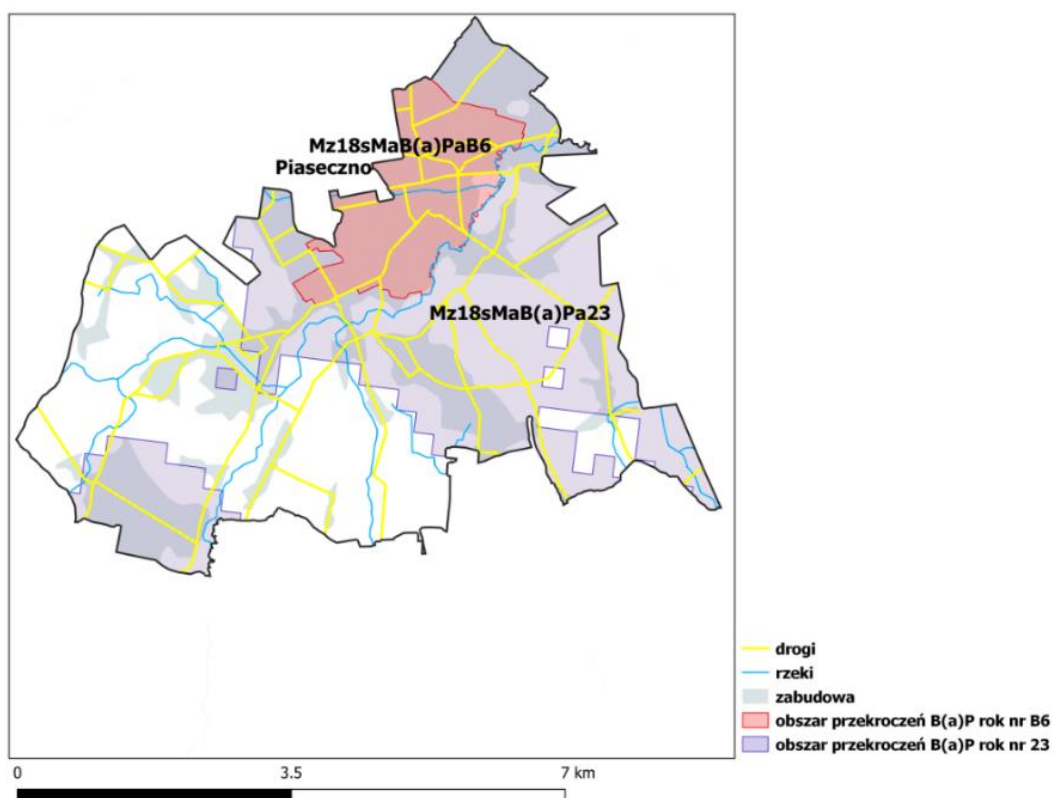 Mz18sMaB(a)PaB6
Piaseczno
Mz18sMaB(a)Pa23
drogi
rzeki
zabudowa
obszar przekroczeń B(a)P rok nr B6
obszar przekroczeń B(a)P rok nr 23
0 3.5 7 km